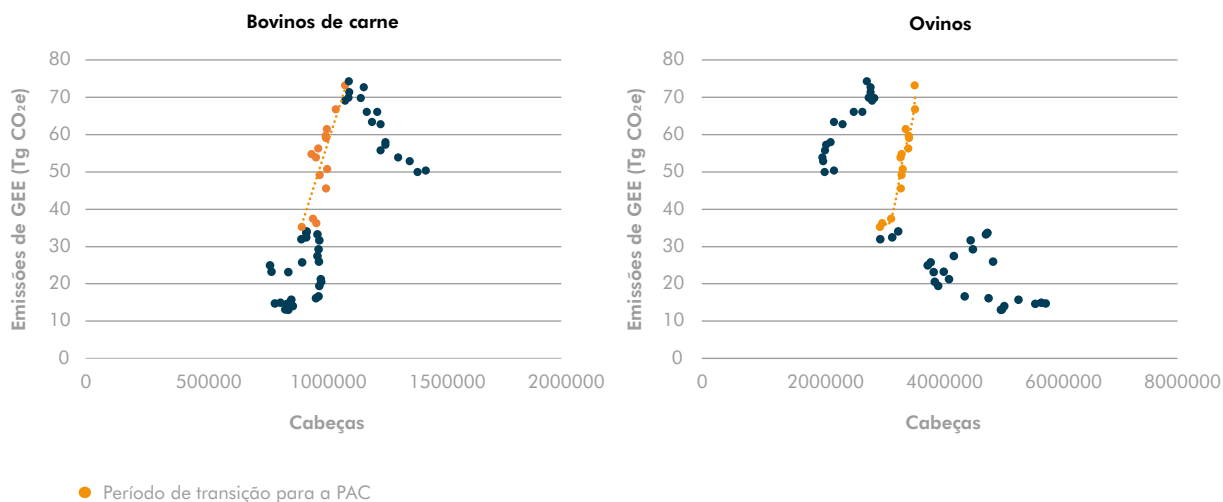 Bovinos de carne
Emissões de GEE (Tg CO₂e)
80
70
60
50
40
30
20
10
0
0 500000 1000000 1500000 2000000
Cabeças
Ovinos
Emissões de GEE (Tg CO₂e)
80
70
60
50
40
30
20
10
0
0 2000000 4000000 6000000 8000000
Cabeças
Período de transição para a PAC